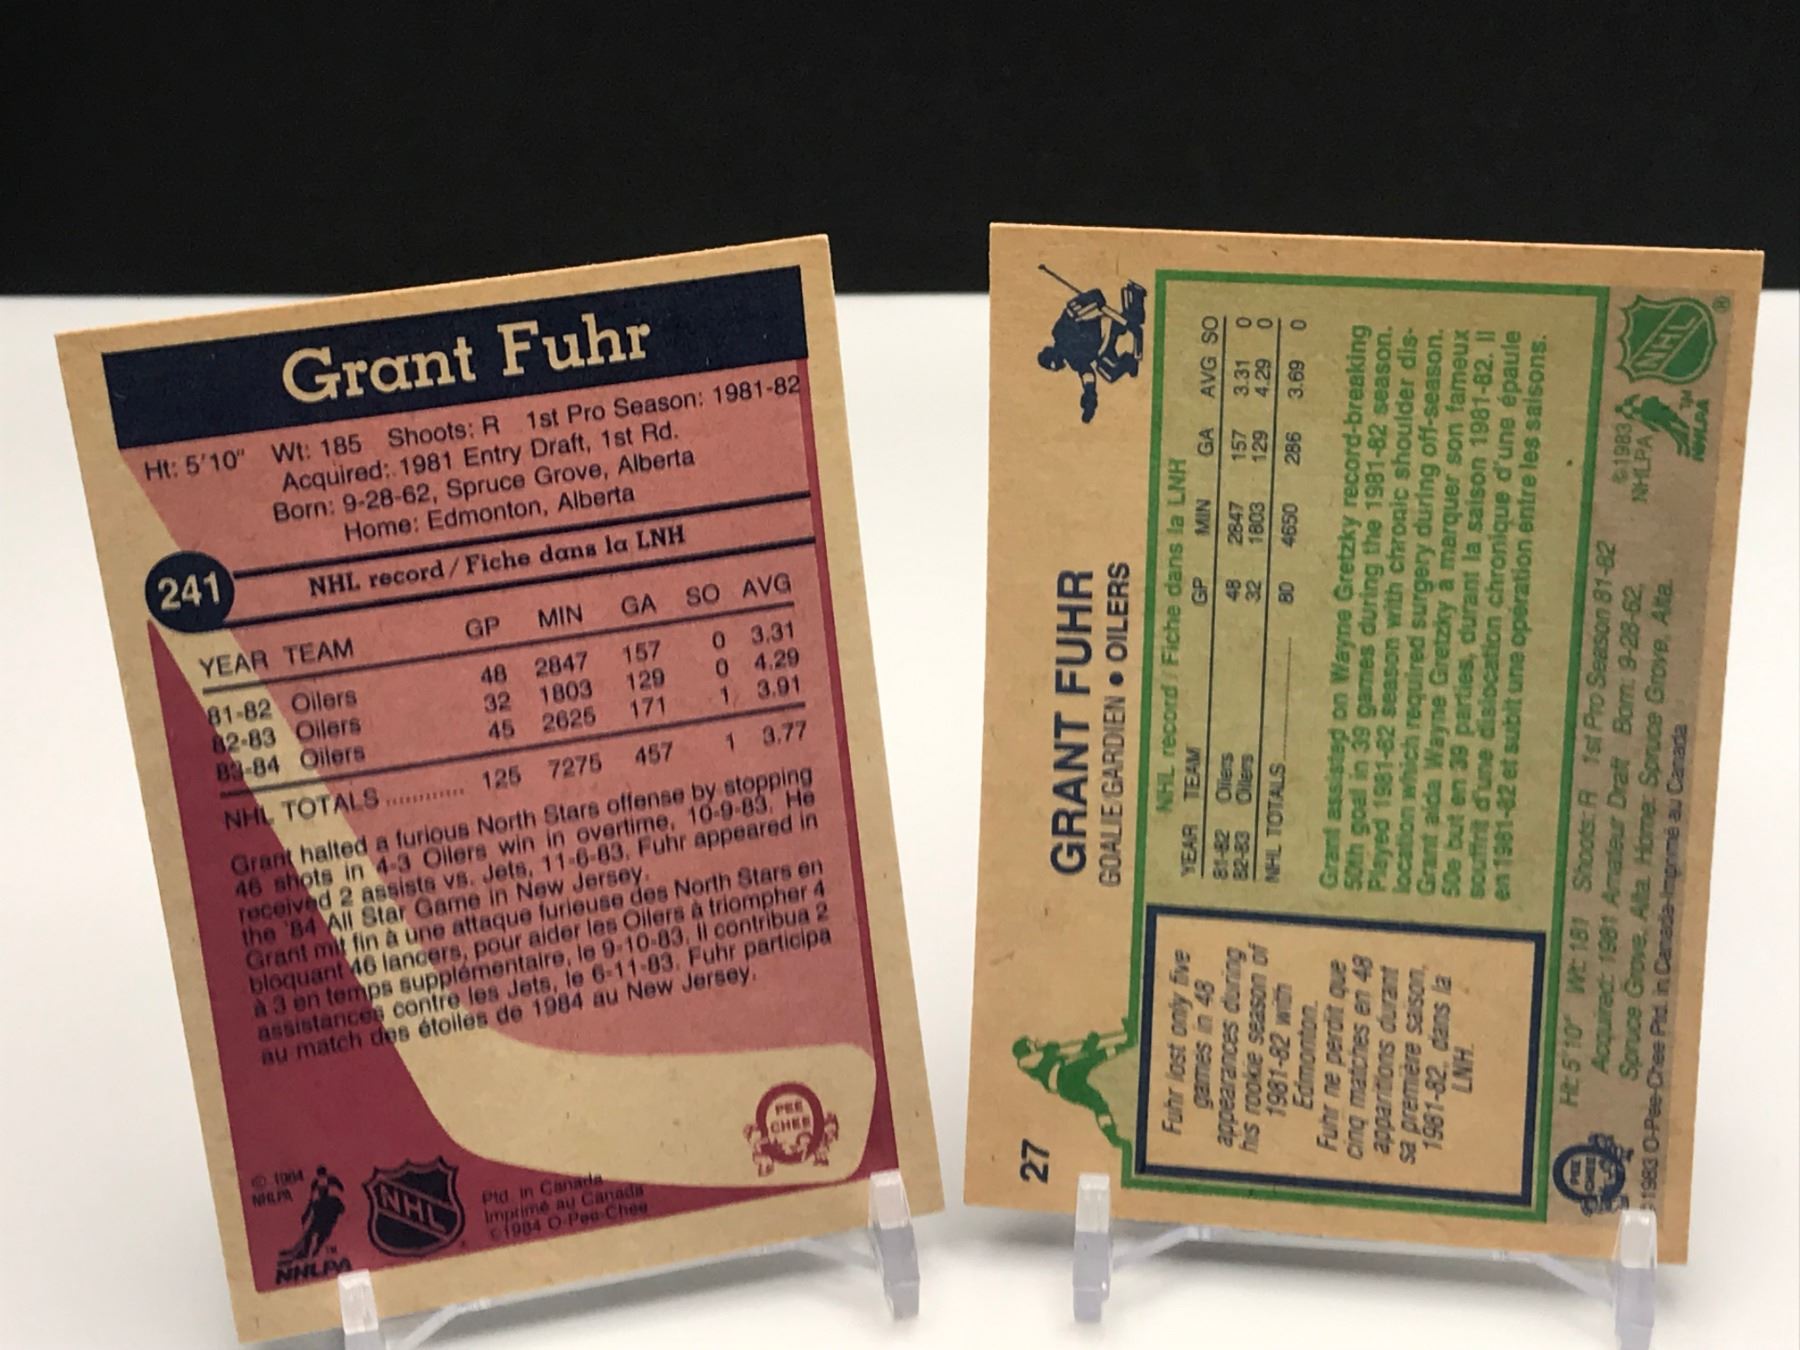 Grant Fuhr
Ht: 5'10" Wt: 185 Shoots: R 1st Pro Season: 1981-82
Acquired: 1981 Entry Draft, 1st Rd.
Born: 9-28-62, Spruce Grove, Alberta
Home: Edmonton, Alberta
241
NHL record / Fiche dans la LNH
YEAR TEAM GP MIN GA SO AVG
81-82 Oilers 48 2847 157 0 3.31
82-83 Oilers 32 1803 129 0 4.29
83-84 Oilers 45 2625 171 1 3.91
NHL TOTALS ............ 125 7275 457 1 3.77
Grant halted a furious North Stars offense by stopping
46 shots in 4-3 Oilers win in overtime, 10-9-83. He
received 2 assists vs. Jets, 11-6-83. Fuhr appeared in
the '84 All Star Game in New Jersey.
Grant mit fin à une attaque furieuse des North Stars en
bloquant 46 lancers, pour aider les Oilers à triompher 4
à 3 en temps supplémentaire, le 9-10-83. Il contribua 2
assistances contre les Jets, le 6-11-83. Fuhr participa
au match des étoiles de 1984 au New Jersey.
PEE
CHEE
© 1984
NHLPA
TM
NHLPA
NHL
Ptd. in Canada
Imprimé au Canada
©1984 O-Pee-Chee
27
GRANT FUHR
GOALIE/GARDIEN • OILERS
NHL record / Fiche dans la LNH
YEAR TEAM GP MIN GA AVG SO
81-82 Oilers 48 2847 157 3.31 0
82-83 Oilers 32 1803 129 4.29 0
NHL TOTALS .............. 80 4650 286 3.69 0
Fuhr lost only five
games in 48
appearances during
his rookie season of
1981-82 with
Edmonton.
Fuhr ne perdit que
cinq matches en 48
apparitions durant
sa première saison,
1981-82, dans la
LNH.
Grant assisted on Wayne Gretzky record-breaking
50th goal in 39 games during the 1981-82 season.
Played 1981-82 season with chronic shoulder dis-
location which required surgery during off-season.
Grant aida Wayne Gretzky à marquer son fameux
50e but en 39 parties, durant la saison 1981-82. Il
souffrit d'une dislocation chronique d'une épaule
en 1981-82 et subit une opération entre les saisons.
PEE
CHEE
Ht: 5'10" Wt: 181 Shoots: R 1st Pro Season 81-82
Acquired: 1981 Amateur Draft Born: 9-28-62,
Spruce Grove, Alta. Home: Spruce Grove, Alta.
©1983 O-Pee-Chee Ptd. in Canada-Imprimé au Canada
©1983
NHLPA
TM
NHLPA
NHL
®